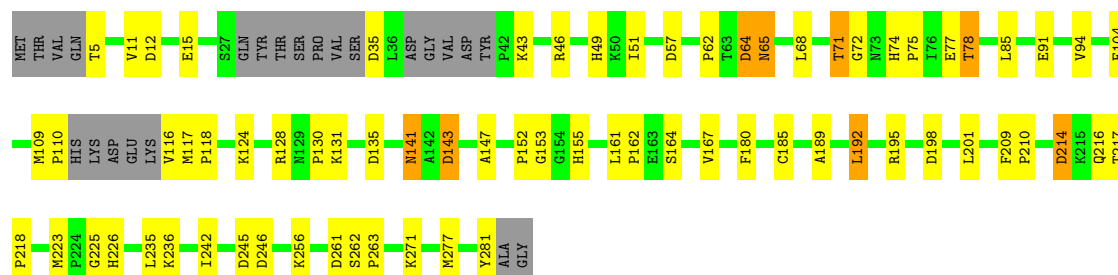 MET THR VAL GLN T5 V11 D12 E15 S27 GLN TYR THR SER PRO VAL SER D35 L36 ASP GLY VAL ASP TYR P42 K43 R46 H49 K50 I51 D57 P62 T63 D64 N65 L68 T71 G72 N73 H74 P75 I76 E77 T78 L85 E91 V94
M109 P110 HIS LYS ASP GLU LYS V116 M117 P118 K124 R128 N129 P130 K131 D135 N141 A142 D143 A147 P152 G153 G154 H155 L161 P162 E163 S164 V167 F180 C185 A189 L192 R195 D198 L201 F209 P210 D214 K215 Q216
P218 M223 P224 G225 H226 L235 K236 I242 D245 D246 K256 D261 S262 P263 K271 M277 Y281 ALA GLY